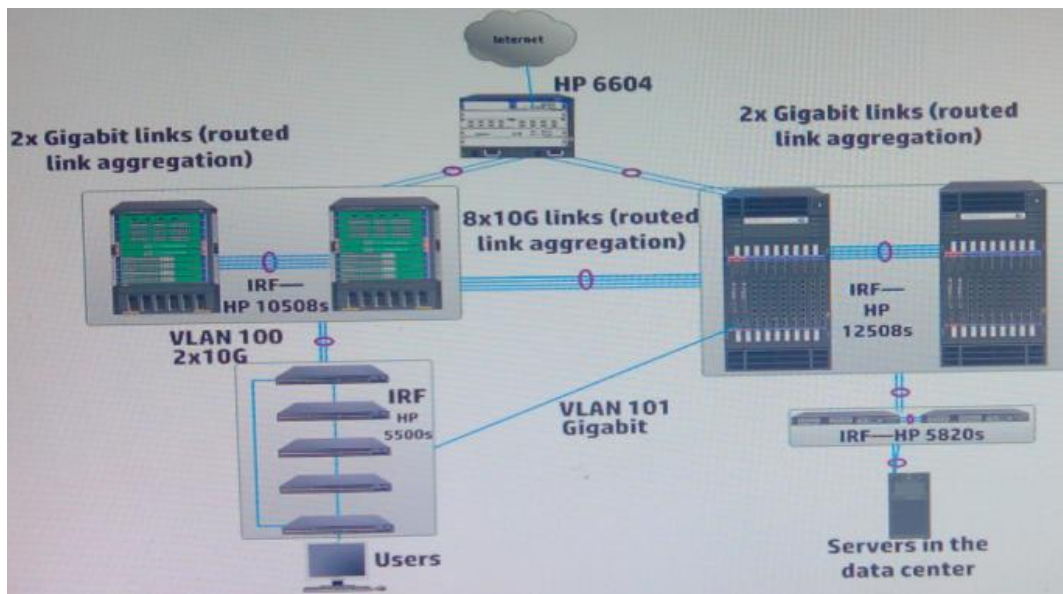 Internet
HP 6604
2x Gigabit links (routed
link aggregation)
2x Gigabit links (routed
link aggregation)
8x10G links (routed
link aggregation)
IRF—
HP 10508s
IRF—
HP
12508s
VLAN 100
2x10G
IRF
HP
5500s
VLAN 101
Gigabit
IRF—HP 5820s
Users
Servers in the
data center